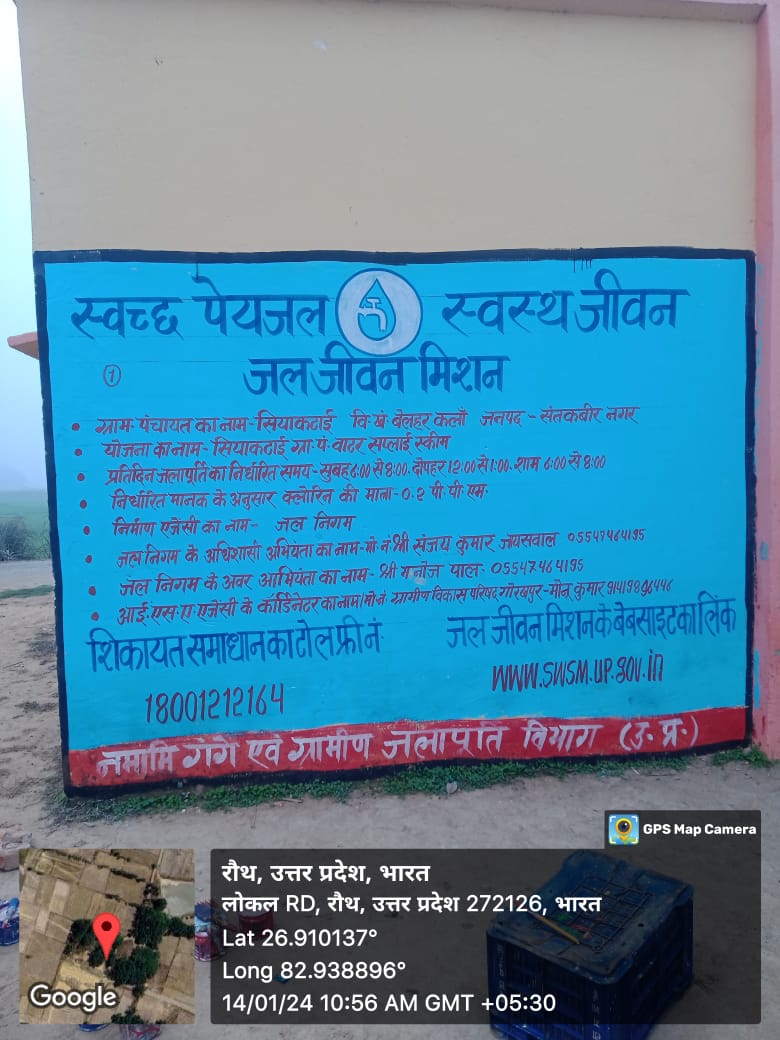 स्वच्छ पेयजल स्वस्थ जीवन
जल जीवन मिशन
1
ग्राम-पंचायत का नाम-सियाकटाई वि.खं-बेलहर कलॉ जनपद-संतकबीर नगर
योजना का नाम-सियाकटाई ग्रा.पं. वाटर सप्लाई स्कीम
प्रतिदिन जलापूर्ति का निर्धारित समय-सुबह 6:00 से 8:00. दोपहर 12:00 से 1:00. शाम 6:00 से 8:00
निर्धारित मानक के अनुसार क्लोरिन की मात्रा-0.2 पी पी एम.
निर्माण एजेंसी का नाम- जल निगम
जल निगम के अधिशासी अभियंता का नाम-मो.नं. श्री संजय कुमार जायसवाल 05547464195
जल निगम के अवर अभियंता का नाम-श्री मनोज पाल-05547464195
आई.एस.ए.एजेंसी के कॉर्डिनेटर का नाम/मो.नं ग्रामीण विकास परिषद गोरखपुर-मोनू कुमार
शिकायत समाधान का टोल फ्री नं. जल जीवन मिशन के बेबसाइट का लिंक
18001212164 www.swsm.up.gov.in
नमामि गंगे एवं ग्रामीण जलापूर्ति विभाग (उ.प्र.)
GPS Map Camera
रौथ, उत्तर प्रदेश, भारत
लोकल RD, रौथ, उत्तर प्रदेश 272126, भारत
Lat 26.910137°
Long 82.938896°
14/01/24 10:56 AM GMT +05:30
Google